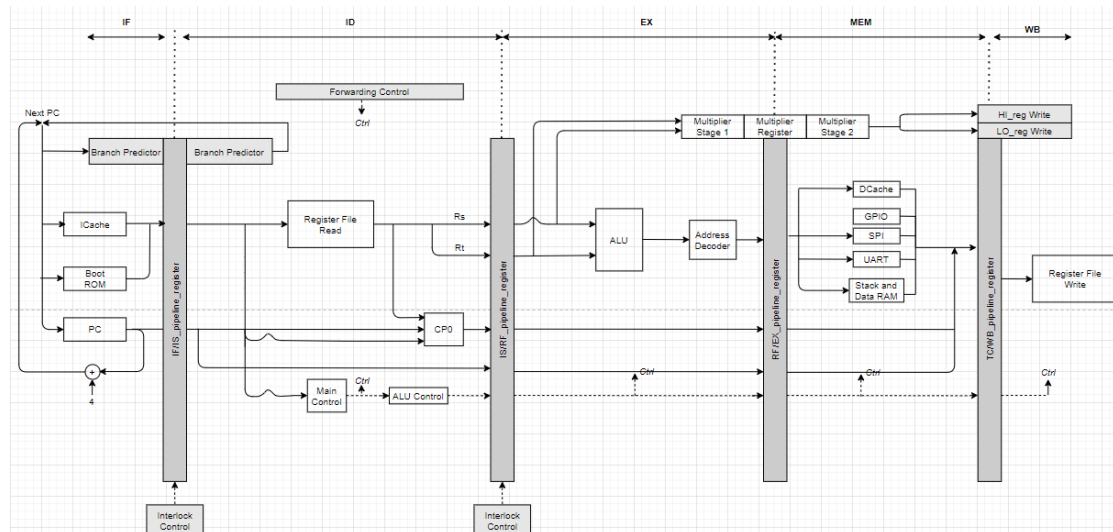 IF
ID
EX
MEM
WB
Forwarding Control
Ctrl
Next PC
Branch Predictor
Branch Predictor
Multiplier
Stage 1
Multiplier
Register
Multiplier
Stage 2
HI_reg Write
LO_reg Write
ICache
Boot
ROM
PC
+
4
IF/IS_pipeline_register
Register File
Read
Rs
Rt
CP0
Main
Control
Ctrl
ALU Control
IS/RF_pipeline_register
ALU
Address
Decoder
Ctrl
RF/EX_pipeline_register
DCache
GPIO
SPI
UART
Stack and
Data RAM
Ctrl
TC/WB_pipeline_register
Register File
Write
Ctrl
Interlock
Control
Interlock
Control